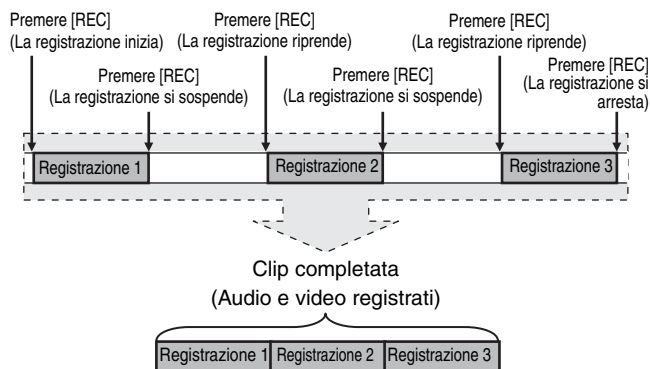 Premere [REC]
(La registrazione inizia)
Premere [REC]
(La registrazione riprende)
Premere [REC]
(La registrazione riprende)
Premere [REC]
(La registrazione si sospende)
Premere [REC]
(La registrazione si sospende)
Premere [REC]
(La registrazione si
arresta)
Registrazione 1
Registrazione 2
Registrazione 3
Clip completata
(Audio e video registrati)
Registrazione 1
Registrazione 2
Registrazione 3